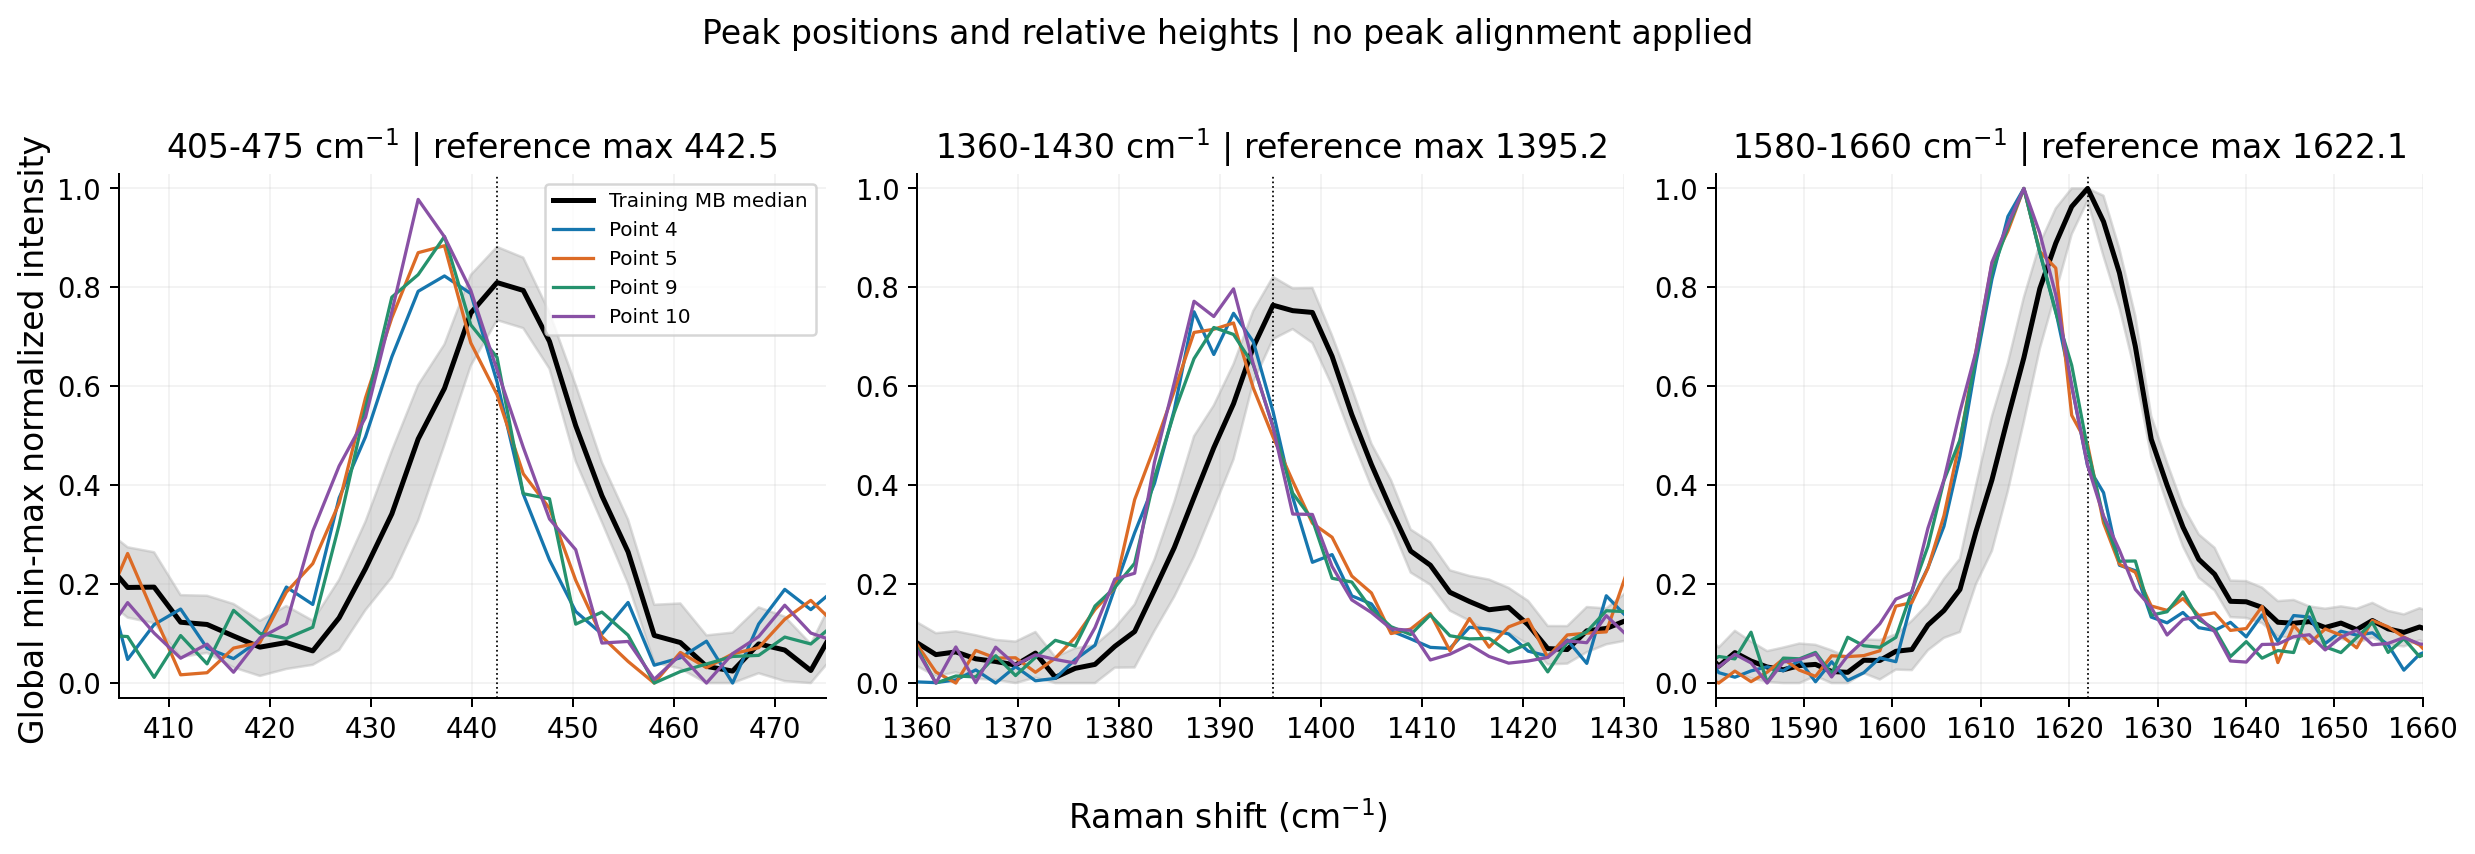 Peak positions and relative heights | no peak alignment applied
405-475 cm⁻¹ | reference max 442.5
1360-1430 cm⁻¹ | reference max 1395.2
1580-1660 cm⁻¹ | reference max 1622.1
Global min-max normalized intensity
1.0
0.8
0.6
0.4
0.2
0.0
410 420 430 440 450 460 470
Training MB median
Point 4
Point 5
Point 9
Point 10
1.0
0.8
0.6
0.4
0.2
0.0
1360 1370 1380 1390 1400 1410 1420 1430
1.0
0.8
0.6
0.4
0.2
0.0
1580 1590 1600 1610 1620 1630 1640 1650 1660
Raman shift (cm⁻¹)